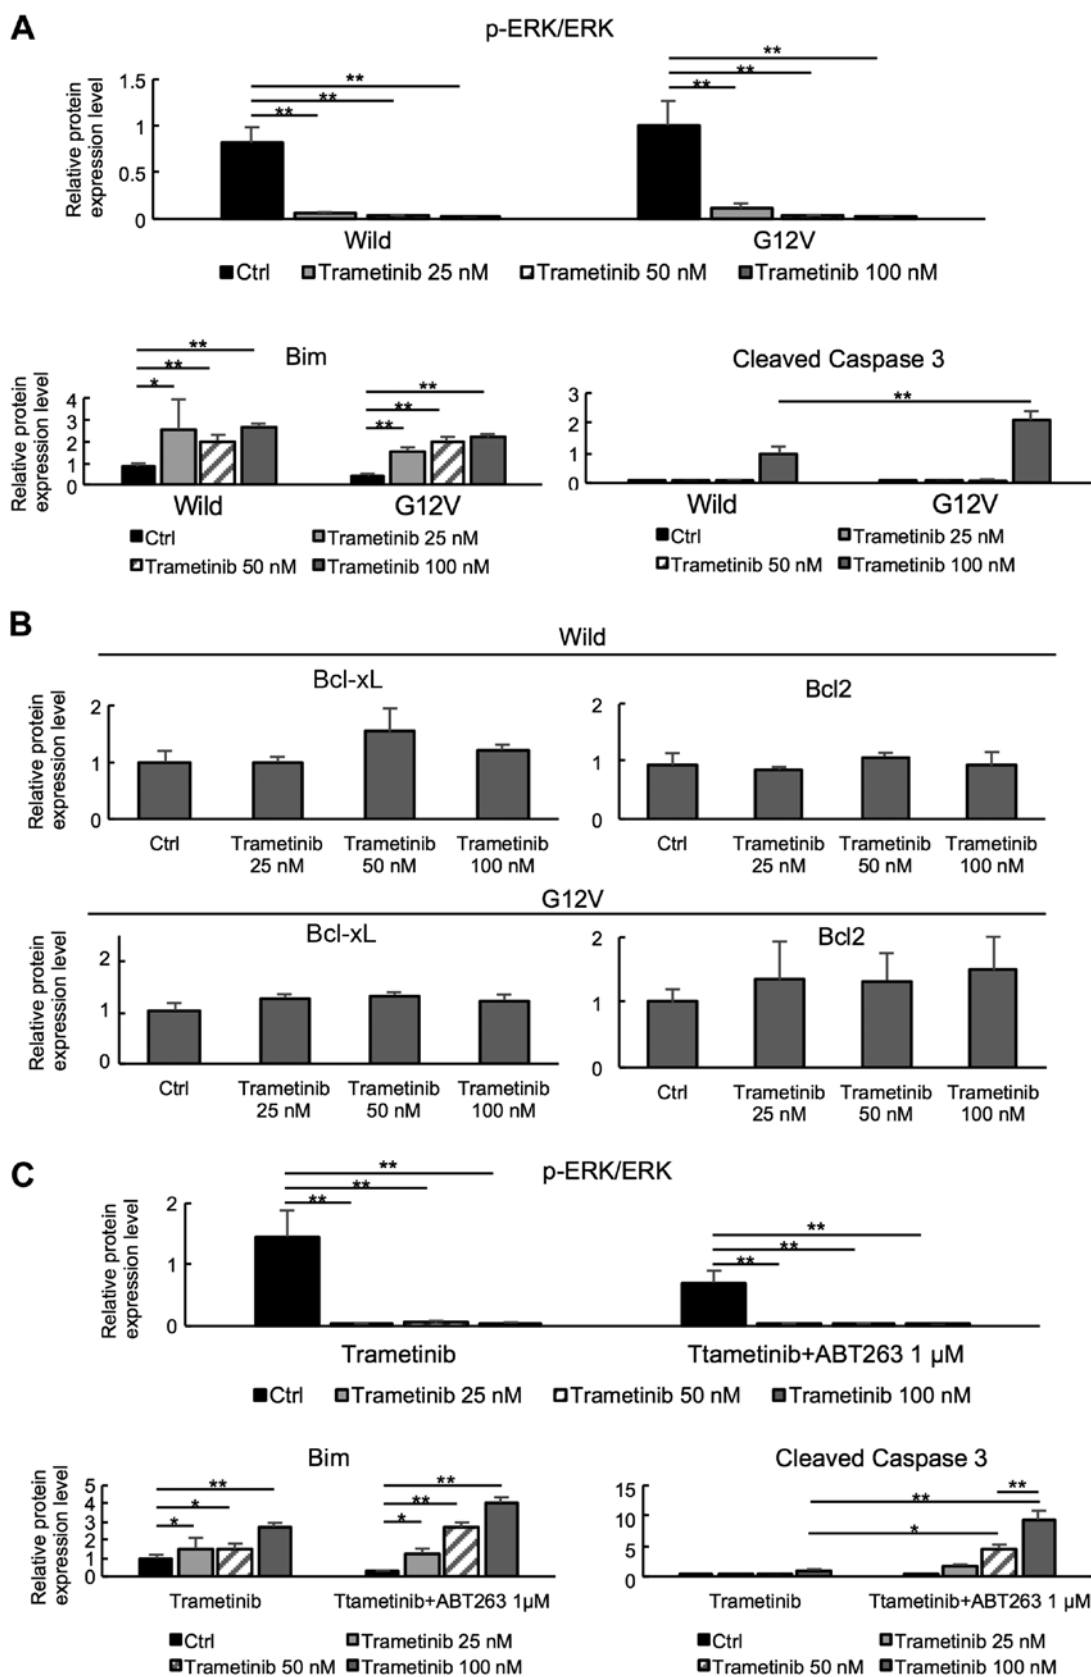 A
p-ERK/ERK
Relative protein
expression level
1.5
1
0.5
0
** ** **
** ** **
Wild
G12V
Ctrl Trametinib 25 nM Trametinib 50 nM Trametinib 100 nM
Bim
Relative protein
expression level
4
3
2
1
0
* ** **
** ** **
Wild
G12V
Ctrl Trametinib 25 nM
Trametinib 50 nM Trametinib 100 nM
Cleaved Caspase 3
3
2
1
0
**
Wild
G12V
Ctrl Trametinib 25 nM
Trametinib 50 nM Trametinib 100 nM
B
Wild
Bcl-xL
Relative protein
expression level
2
1
0
Ctrl Trametinib Trametinib Trametinib
25 nM 50 nM 100 nM
Bcl2
2
1
0
Ctrl Trametinib Trametinib Trametinib
25 nM 50 nM 100 nM
G12V
Bcl-xL
Relative protein
expression level
2
1
0
Ctrl Trametinib Trametinib Trametinib
25 nM 50 nM 100 nM
Bcl2
2
1
0
Ctrl Trametinib Trametinib Trametinib
25 nM 50 nM 100 nM
C
p-ERK/ERK
Relative protein
expression level
2
1
0
** ** **
** ** **
Trametinib
Ttametinib+ABT263 1 μM
Ctrl Trametinib 25 nM Trametinib 50 nM Trametinib 100 nM
Bim
Relative protein
expression level
5
4
3
2
1
0
* * **
* ** **
Trametinib
Ttametinib+ABT263 1μM
Ctrl Trametinib 25 nM
Trametinib 50 nM Trametinib 100 nM
Cleaved Caspase 3
15
10
5
0
* ** **
Trametinib
Ttametinib+ABT263 1 μM
Ctrl Trametinib 25 nM
Trametinib 50 nM Trametinib 100 nM